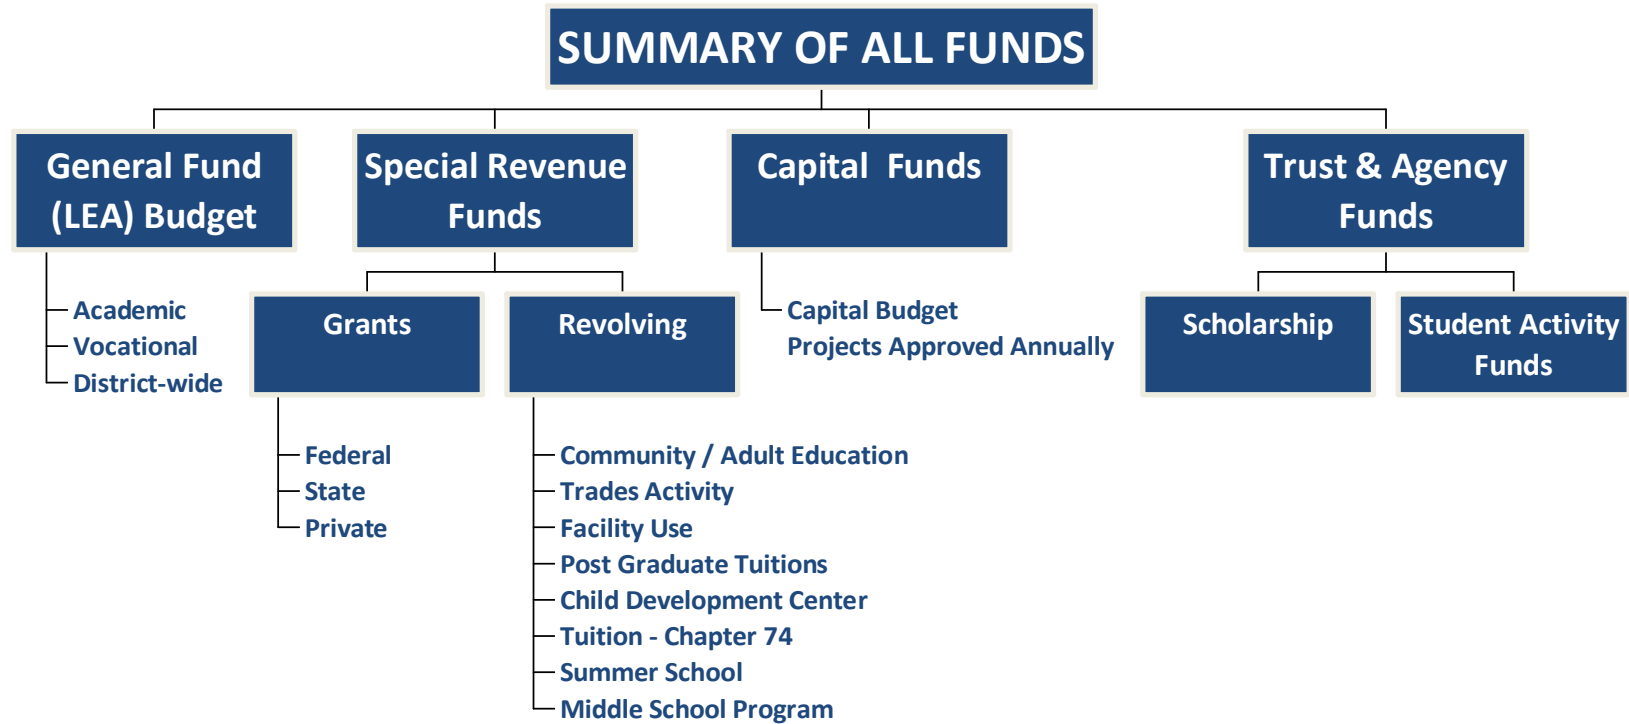 SUMMARY OF ALL FUNDS
General Fund
(LEA) Budget
Academic
Vocational
District-wide
Special Revenue
Funds
Grants
Federal
State
Private
Revolving
Community / Adult Education
Trades Activity
Facility Use
Post Graduate Tuitions
Child Development Center
Tuition - Chapter 74
Summer School
Middle School Program
Capital  Funds
Capital Budget
Projects Approved Annually
Trust & Agency
Funds
Scholarship
Student Activity
Funds